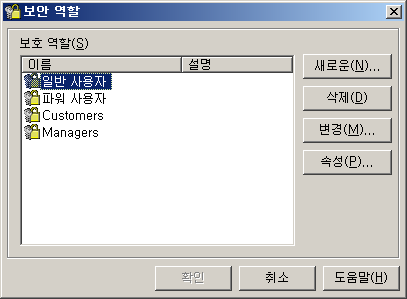 보안 역할
보호 역할(S)
이름 설명
일반 사용자
파워 사용자
Customers
Managers
새로운(N)...
삭제(D)
변경(M)...
속성(P)...
확인 취소 도움말(H)